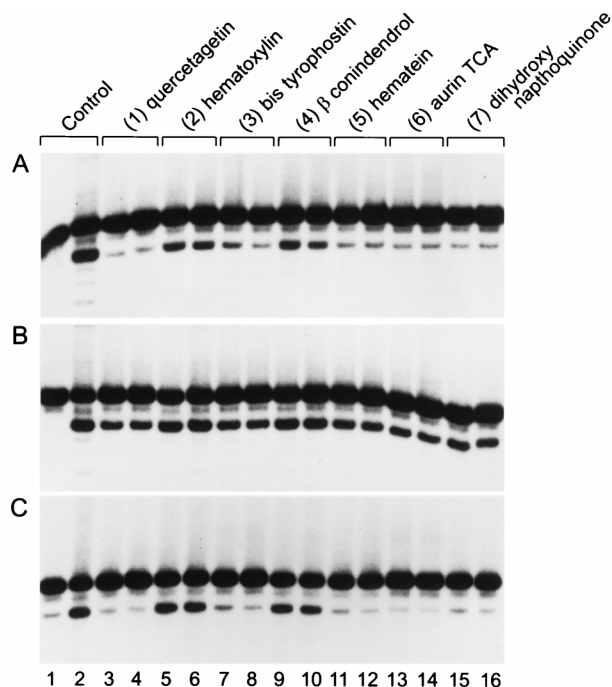 Control
(1) quercetagetin
(2) hematoxylin
(3) bis tyrophostin
(4) β conindendrol
(5) hematein
(6) aurin TCA
(7) dihydroxy
napthoquinone
A
B
C
1 2 3 4 5 6 7 8 9 10 11 12 13 14 15 16